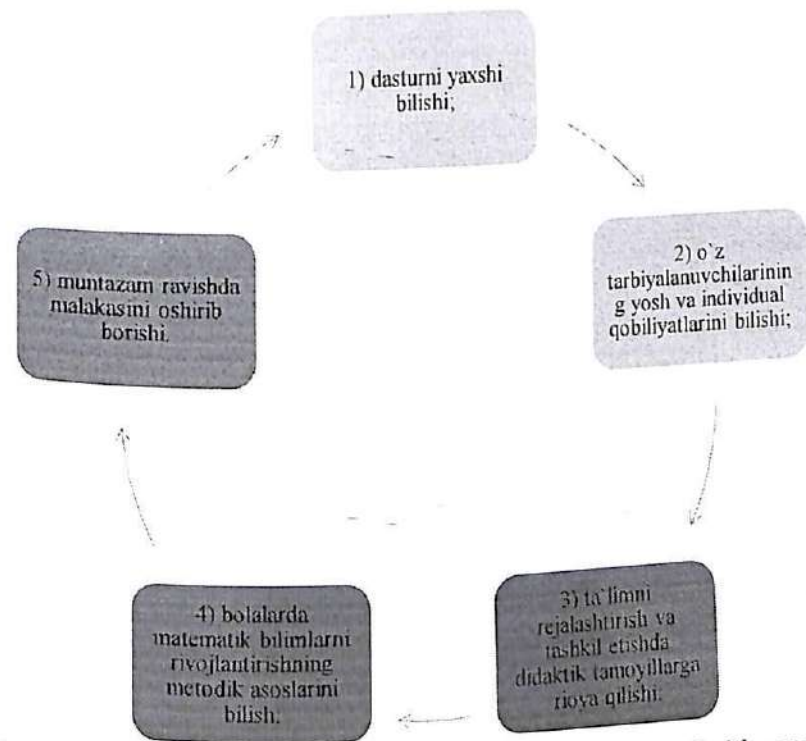 1) dasturni yaxshi
bilishi;
2) o`z
tarbiyalanuvchilarinin
g yosh va individual
qobiliyatlarini bilishi;
3) ta`limni
rejalashtirish va
tashkil etishda
didaktik tamoyillarga
rioya qilishi;
4) bolalarda
matematik bilimlarni
rivojlantirishning
metodik asoslarini
bilish;
5) muntazam ravishda
malakasini oshirib
borishi.